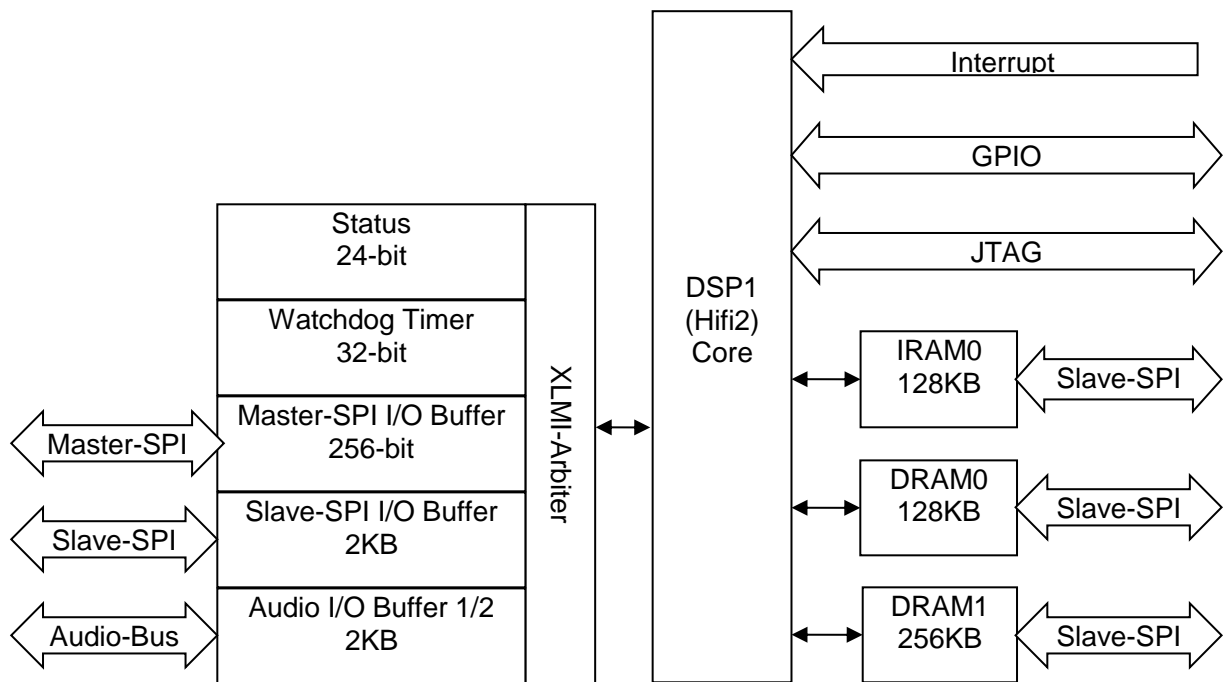 Interrupt
GPIO
JTAG
Status
24-bit
Watchdog Timer
32-bit
Master-SPI I/O Buffer
256-bit
Slave-SPI I/O Buffer
2KB
Audio I/O Buffer 1/2
2KB
Master-SPI
Slave-SPI
Audio-Bus
XLMI-Arbiter
DSP1
(Hifi2)
Core
IRAM0
128KB
Slave-SPI
DRAM0
128KB
Slave-SPI
DRAM1
256KB
Slave-SPI